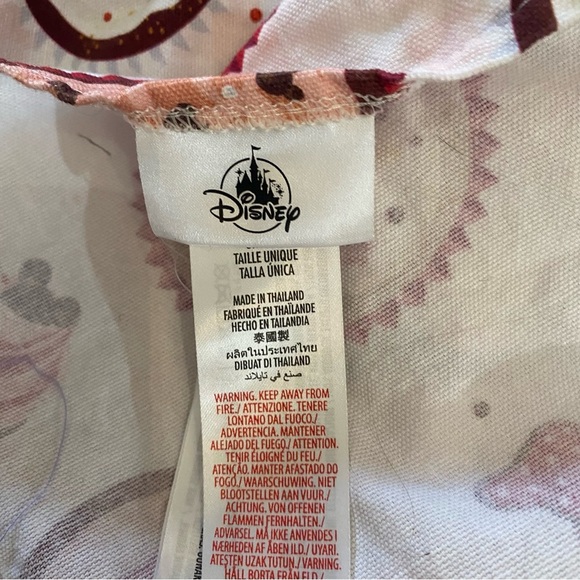 Disney
TAILLE UNIQUE
TALLA ÚNICA
MADE IN THAILAND
FABRIQUÉ EN THAÏLANDE
HECHO EN TAILANDIA
泰國製
ผลิตในประเทศไทย
DIBUAT DI THAILAND
صنع في تايلاند
WARNING. KEEP AWAY FROM
FIRE./ ATTENZIONE. TENERE
LONTANO DAL FUOCO./
ADVERTENCIA. MANTENER
ALEJADO DEL FUEGO./ ATTENTION.
TENIR ÉLOIGNÉ DU FEU./
ATENÇÃO. MANTER AFASTADO DO
FOGO./ WAARSCHUWING. NIET
BLOOTSTELLEN AAN VUUR./
ACHTUNG. VON OFFENEN
FLAMMEN FERNHALTEN./
ADVARSEL. MÅ IKKE ANVENDES I
NÆRHEDEN AF ÅBEN ILD./ UYARI.
ATEŞTEN UZAKTUTUN./ VARNING.
HÅLL BORTA FRÅN ELD./